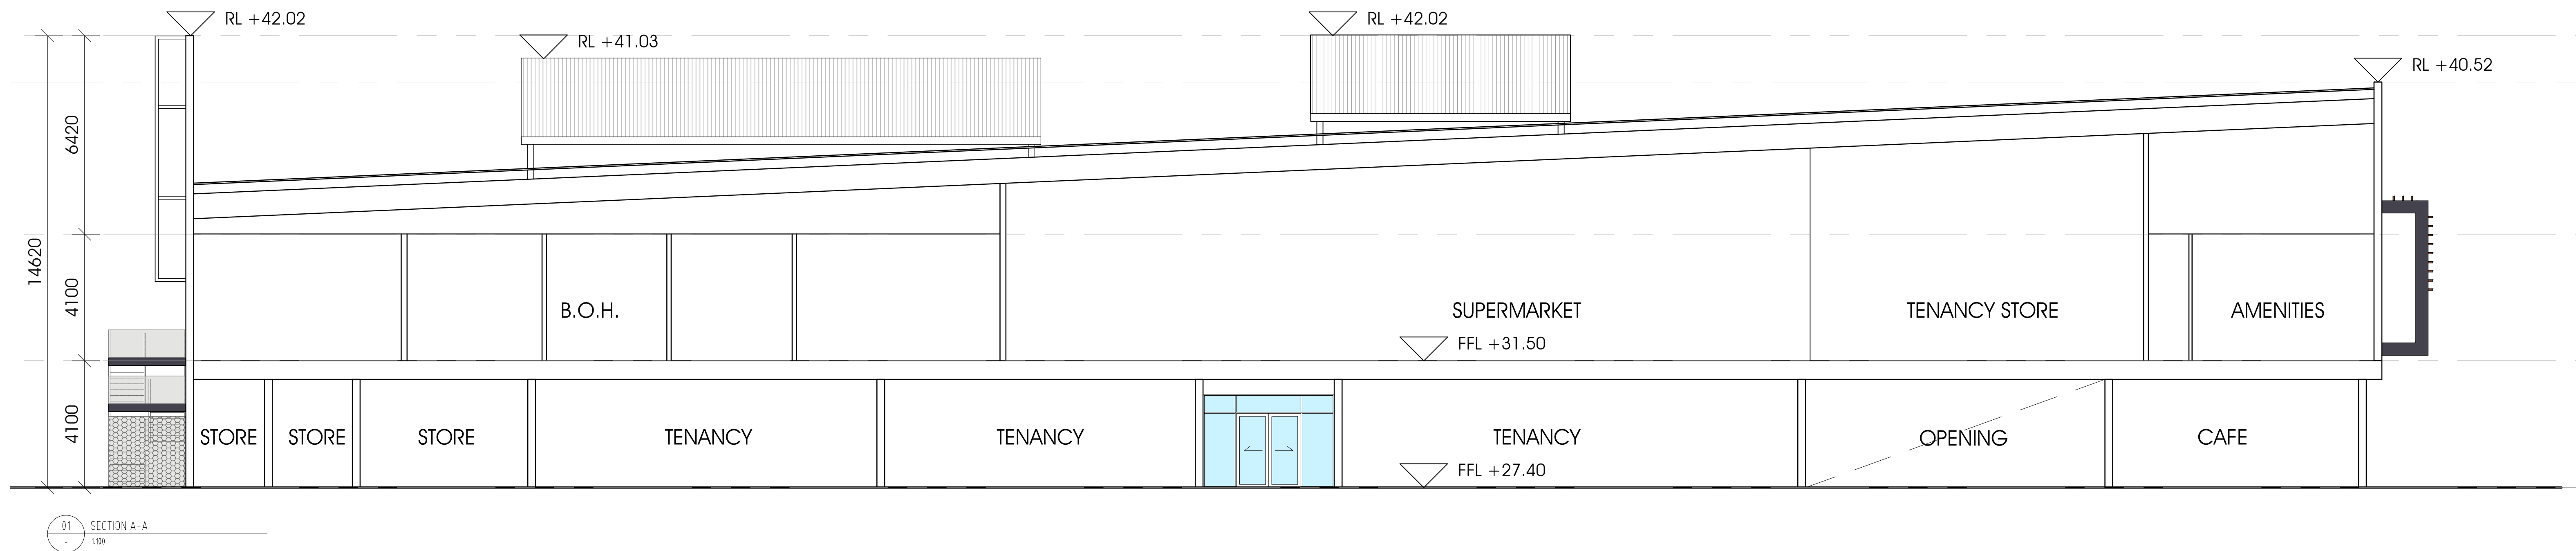 RL +42.02
RL +41.03
RL +42.02
RL +40.52
6420
14620
4100
4100
B.O.H.
SUPERMARKET
TENANCY STORE
AMENITIES
FFL +31.50
STORE
STORE
STORE
TENANCY
TENANCY
TENANCY
OPENING
CAFE
FFL +27.40
01
SECTION A-A
-
1:100